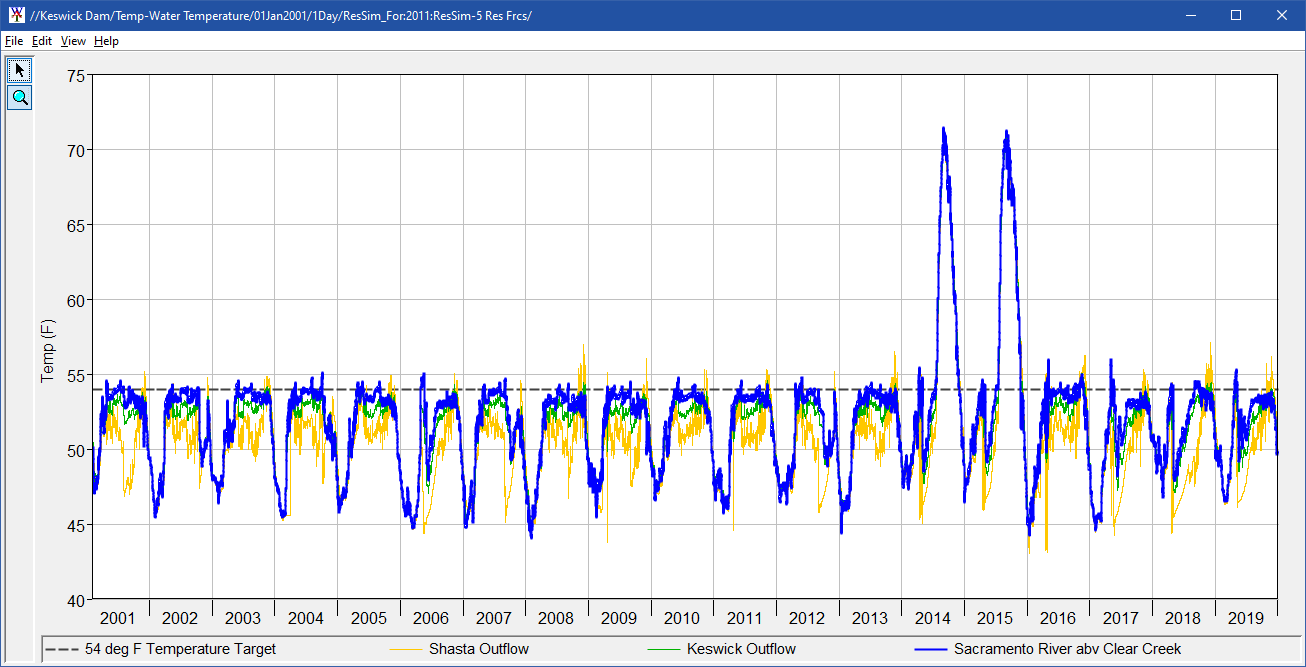 //Keswick Dam/Temp-Water Temperature/01Jan2001/1Day/ResSim_For:2011:ResSim-5 Res Frcs/
File Edit View Help
75
70
65
60
55
50
45
40
Temp (F)
2001 2002 2003 2004 2005 2006 2007 2008 2009 2010 2011 2012 2013 2014 2015 2016 2017 2018 2019
54 deg F Temperature Target Shasta Outflow Keswick Outflow Sacramento River abv Clear Creek